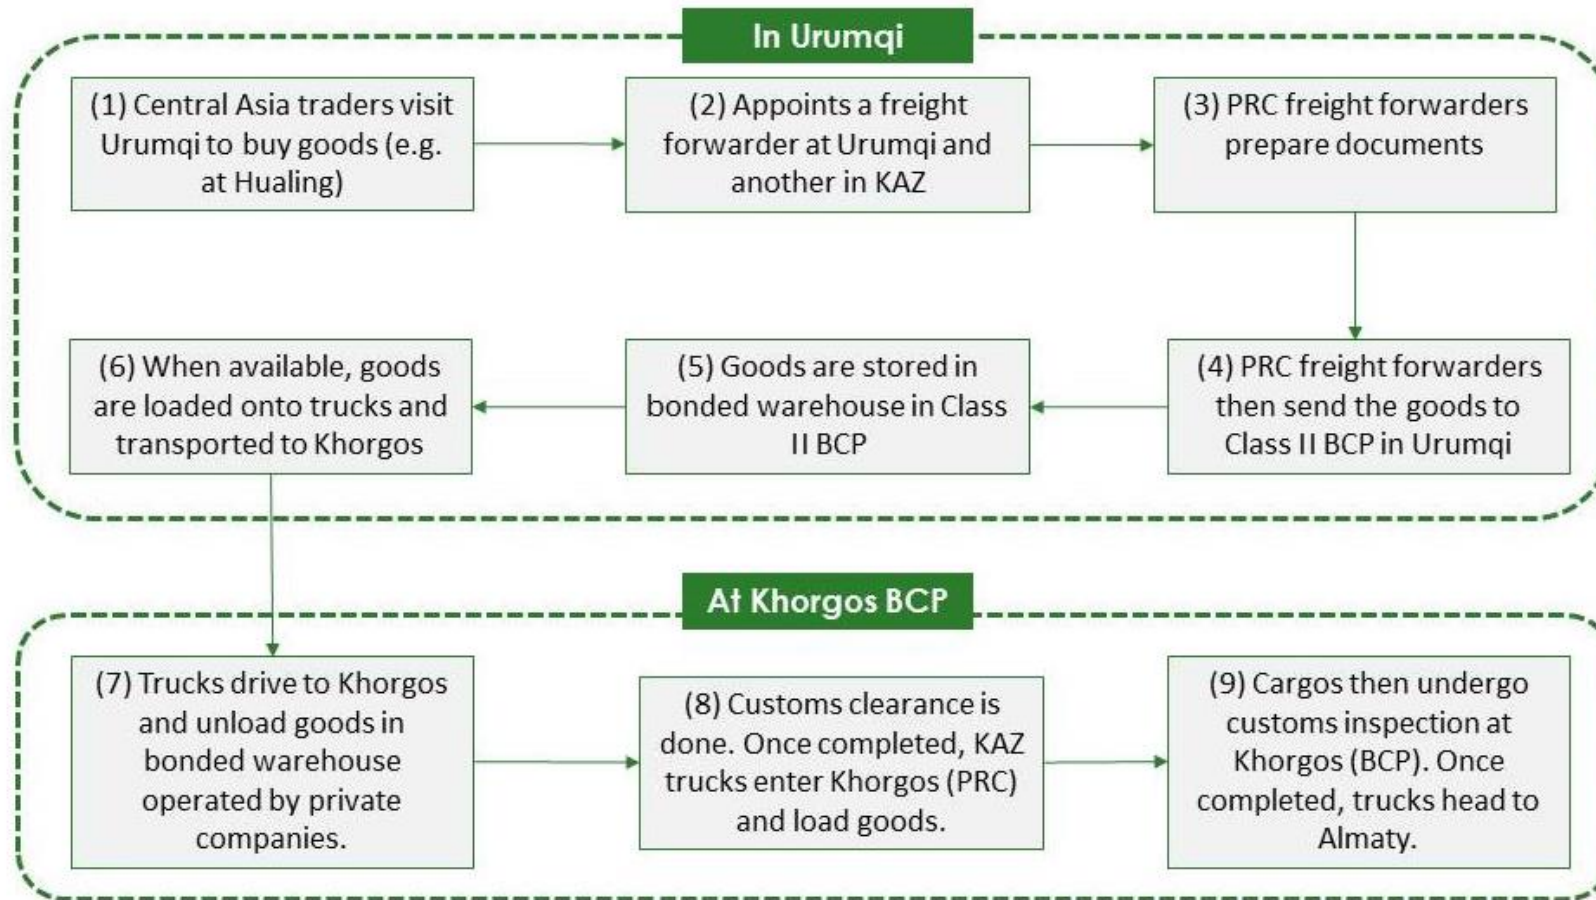 In Urumqi
(1) Central Asia traders visit
Urumqi to buy goods (e.g.
at Hualing)
(2) Appoints a freight
forwarder at Urumqi and
another in KAZ
(3) PRC freight forwarders
prepare documents
(4) PRC freight forwarders
then send the goods to
Class II BCP in Urumqi
(5) Goods are stored in
bonded warehouse in Class
II BCP
(6) When available, goods
are loaded onto trucks and
transported to Khorgos
At Khorgos BCP
(7) Trucks drive to Khorgos
and unload goods in
bonded warehouse
operated by private
companies.
(8) Customs clearance is
done. Once completed, KAZ
trucks enter Khorgos (PRC)
and load goods.
(9) Cargos then undergo
customs inspection at
Khorgos (BCP). Once
completed, trucks head to
Almaty.